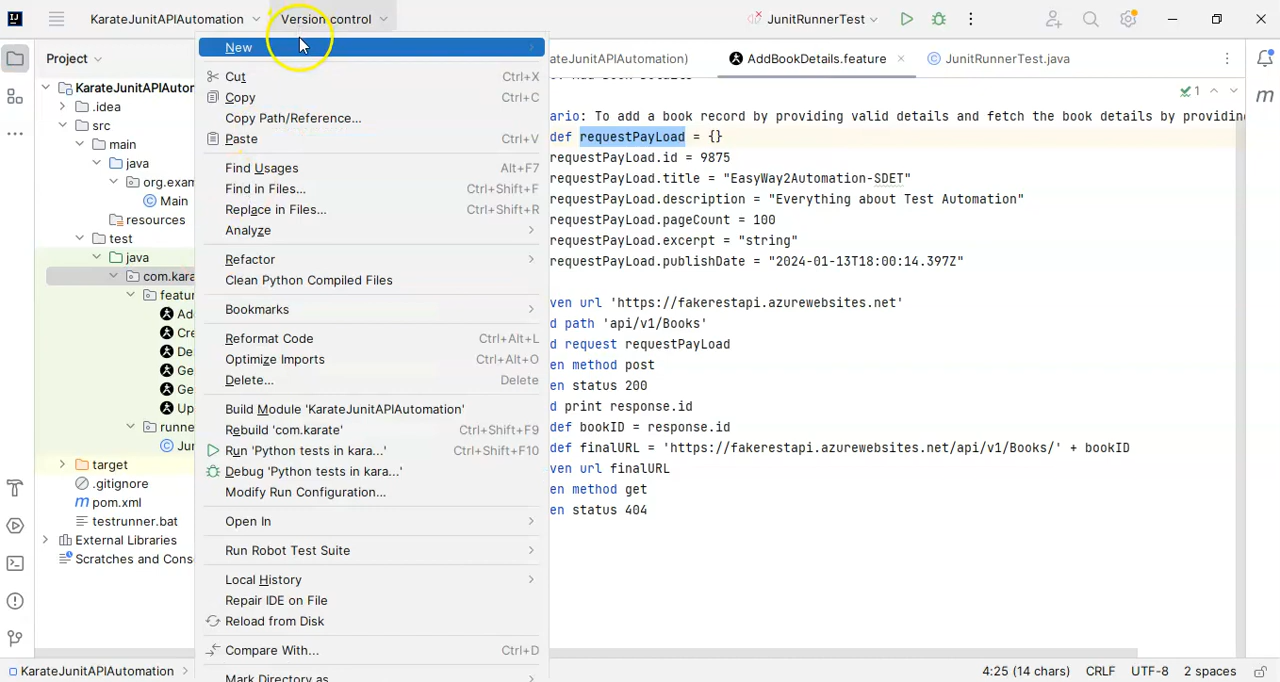 KarateJunitAPIAutomation
Version control
JunitRunnerTest
Project
ateJunitAPIAutomation)
AddBookDetails.feature
JunitRunnerTest.java
KarateJunitAPIAutor
.idea
src
main
java
org.exam
Main
resources
test
java
com.kara
featur
Ad
Cre
De
Ge
Ge
Up
runne
Jur
target
.gitignore
pom.xml
testrunner.bat
External Libraries
Scratches and Cons
New
Cut Ctrl+X
Copy Ctrl+C
Copy Path/Reference...
Paste Ctrl+V
Find Usages Alt+F7
Find in Files... Ctrl+Shift+F
Replace in Files... Ctrl+Shift+R
Analyze
Refactor
Clean Python Compiled Files
Bookmarks
Reformat Code Ctrl+Alt+L
Optimize Imports Ctrl+Alt+O
Delete... Delete
Build Module 'KarateJunitAPIAutomation'
Rebuild 'com.karate' Ctrl+Shift+F9
Run 'Python tests in kara...' Ctrl+Shift+F10
Debug 'Python tests in kara...'
Modify Run Configuration...
Open In
Run Robot Test Suite
Local History
Repair IDE on File
Reload from Disk
Compare With... Ctrl+D
Mark Directory as
1
ario: To add a book record by providing valid details and fetch the book details by providin
def requestPayLoad = {}
requestPayLoad.id = 9875
requestPayLoad.title = "EasyWay2Automation-SDET"
requestPayLoad.description = "Everything about Test Automation"
requestPayLoad.pageCount = 100
requestPayLoad.excerpt = "string"
requestPayLoad.publishDate = "2024-01-13T18:00:14.397Z"
ven url 'https://fakerestapi.azurewebsites.net'
d path 'api/v1/Books'
d request requestPayLoad
en method post
en status 200
d print response.id
def bookID = response.id
def finalURL = 'https://fakerestapi.azurewebsites.net/api/v1/Books/' + bookID
ven url finalURL
en method get
en status 404
KarateJunitAPIAutomation
4:25 (14 chars) CRLF UTF-8 2 spaces